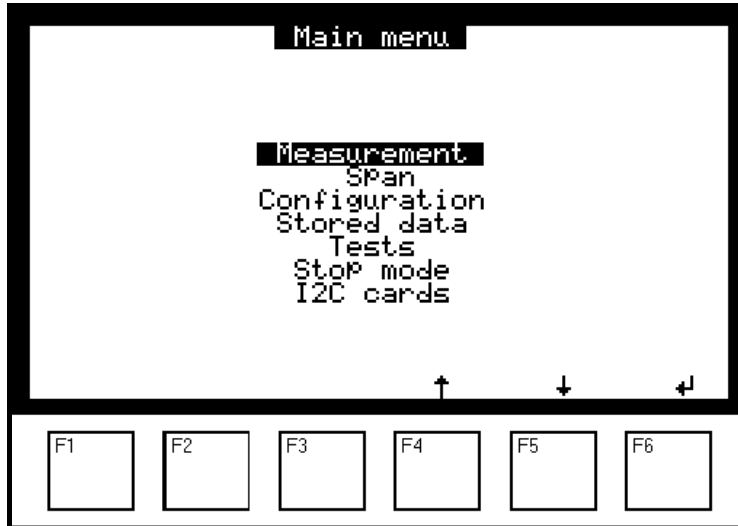 Main menu
Measurement
Span
Configuration
Stored data
Tests
Stop mode
I2C cards
↑ ↓ ↵
F1 F2 F3 F4 F5 F6